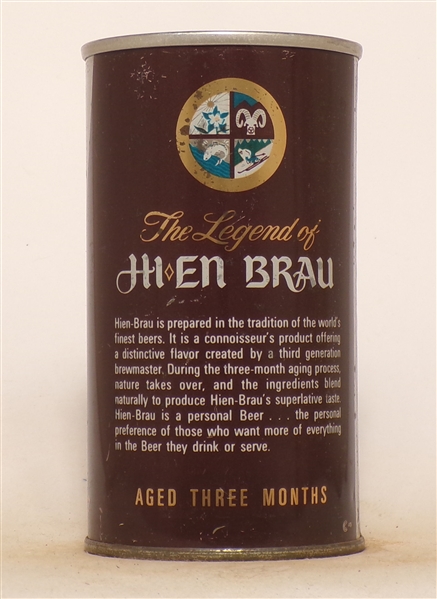 The Legend of
HI◆EN BRAU
Hien-Brau is prepared in the tradition of the world's
finest beers. It is a connoisseur's product offering
a distinctive flavor created by a third generation
brewmaster. During the three-month aging process,
nature takes over, and the ingredients blend
naturally to produce Hien-Brau's superlative taste.
Hien-Brau is a personal Beer . . . the personal
preference of those who want more of everything
in the Beer they drink or serve.
AGED THREE MONTHS